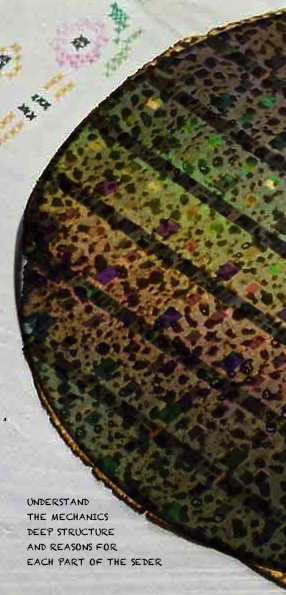 UNDERSTAND
THE MECHANICS
DEEP STRUCTURE
AND REASONS FOR
EACH PART OF THE SEDER